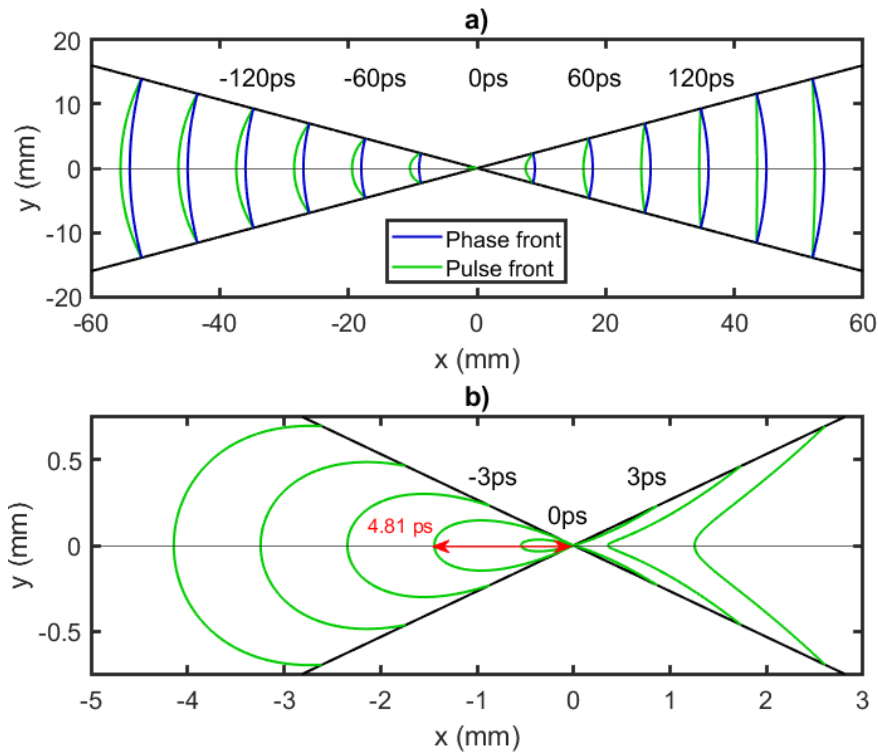 a)
20
10
0
-10
-20
y (mm)
-120ps -60ps 0ps 60ps 120ps
Phase front
Pulse front
-60 -40 -20 0 20 40 60
x (mm)
b)
0.5
0
-0.5
y (mm)
-3ps 3ps
0ps
4.81 ps
-5 -4 -3 -2 -1 0 1 2 3
x (mm)